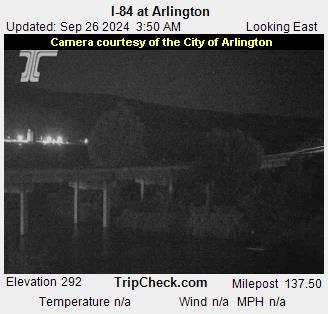 I-84 at Arlington
Updated: Sep 26 2024 3:50 AM Looking East
Camera courtesy of the City of Arlington
Elevation 292 TripCheck.com Milepost 137.50
Temperature n/a Wind n/a MPH n/a